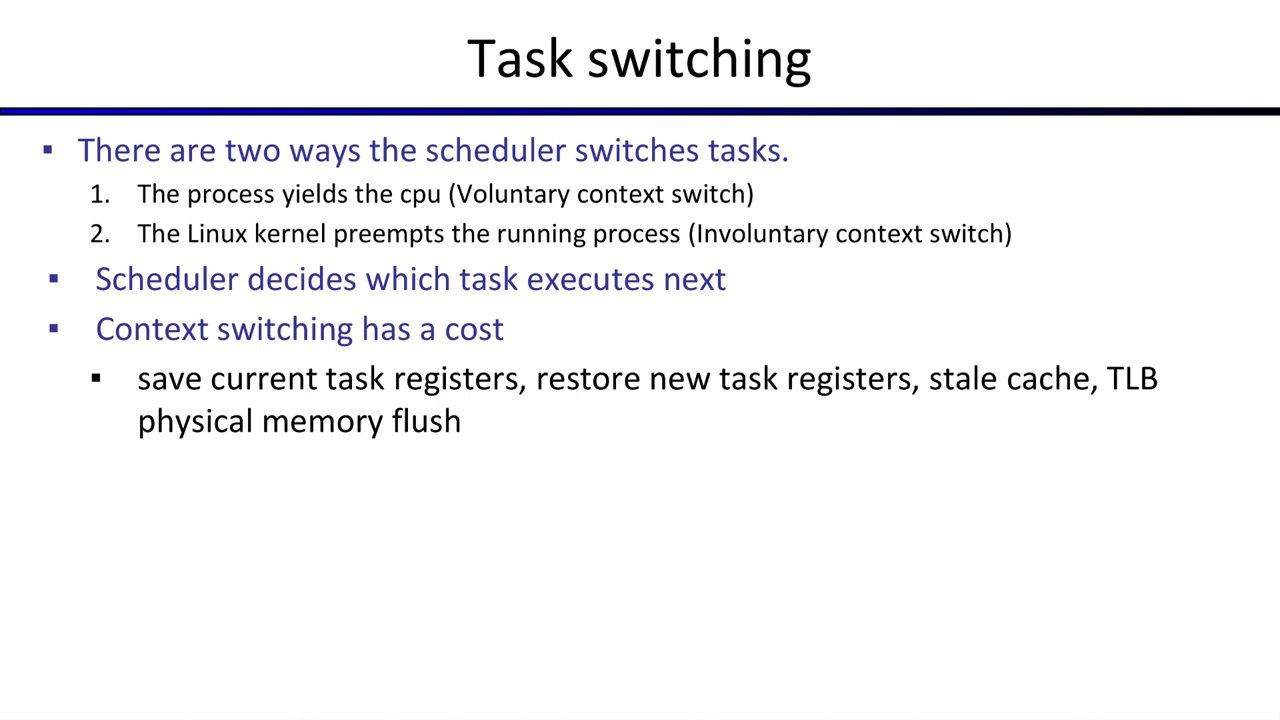 Task switching
▪ There are two ways the scheduler switches tasks.
1. The process yields the cpu (Voluntary context switch)
2. The Linux kernel preempts the running process (Involuntary context switch)
▪ Scheduler decides which task executes next
▪ Context switching has a cost
▪ save current task registers, restore new task registers, stale cache, TLB
physical memory flush